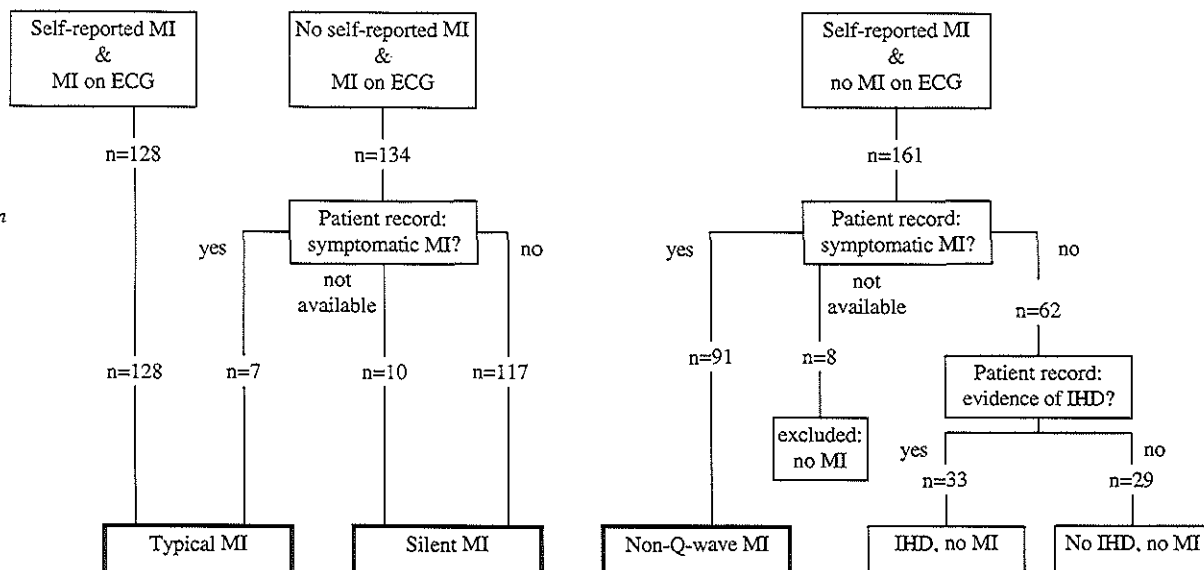 Self-reported MI
&
MI on ECG
No self-reported MI
&
MI on ECG
Self-reported MI
&
no MI on ECG
n=128
n=134
n=161
n
Patient record:
symptomatic MI?
yes
no
not
available
Patient record:
symptomatic MI?
yes
no
not
available
n=62
n=128
n=7
n=10
n=117
n=91
n=8
Patient record:
evidence of IHD?
excluded:
no MI
yes
no
n=33
n=29
Typical MI
Silent MI
Non-Q-wave MI
IHD, no MI
No IHD, no MI